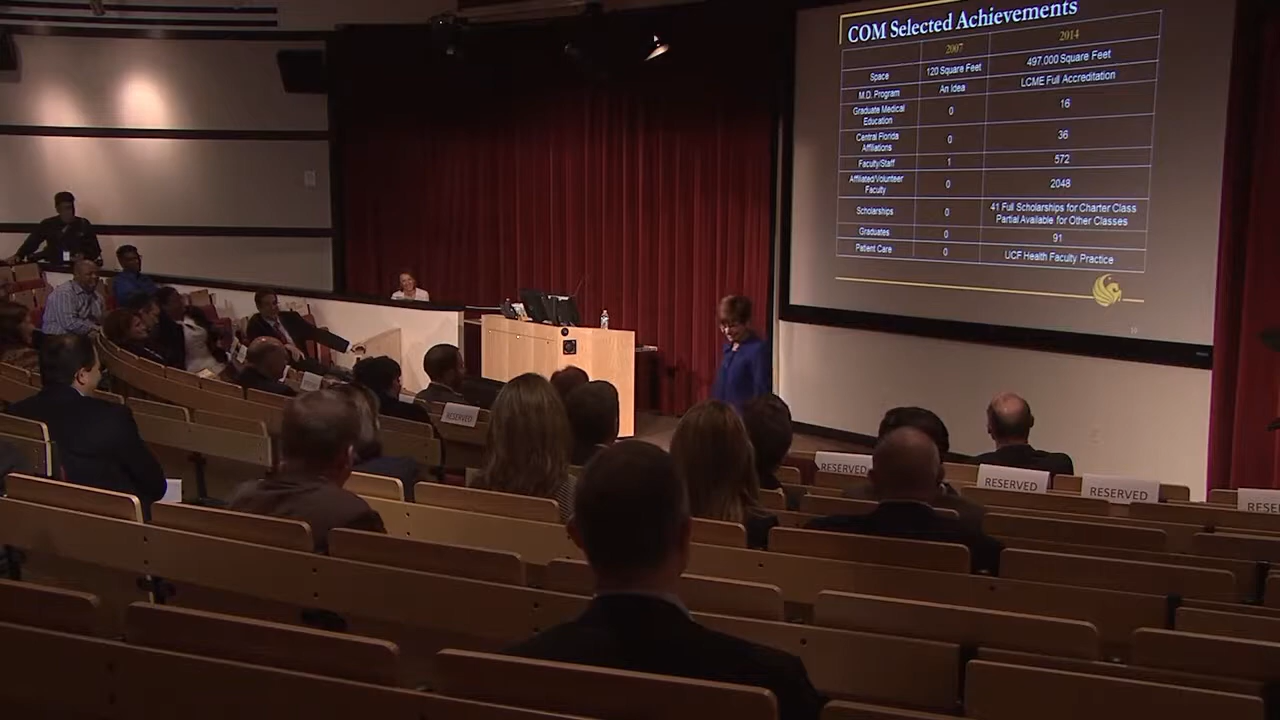 COM Selected Achievements
2007 2014
Space 120 Square Feet 497,000 Square Feet
M.D. Program An Idea LCME Full Accreditation
Graduate Medical Education 0 16
Central Florida Affiliations 0 36
Faculty/Staff 1 572
Affiliated/Volunteer Faculty 0 2048
Scholarships 0 41 Full Scholarships for Charter Class
Partial Available for Other Classes
Graduates 0 91
Patient Care 0 UCF Health Faculty Practice
10
RESERVED
RESERVED
RESERVED
RESERVED
RESE